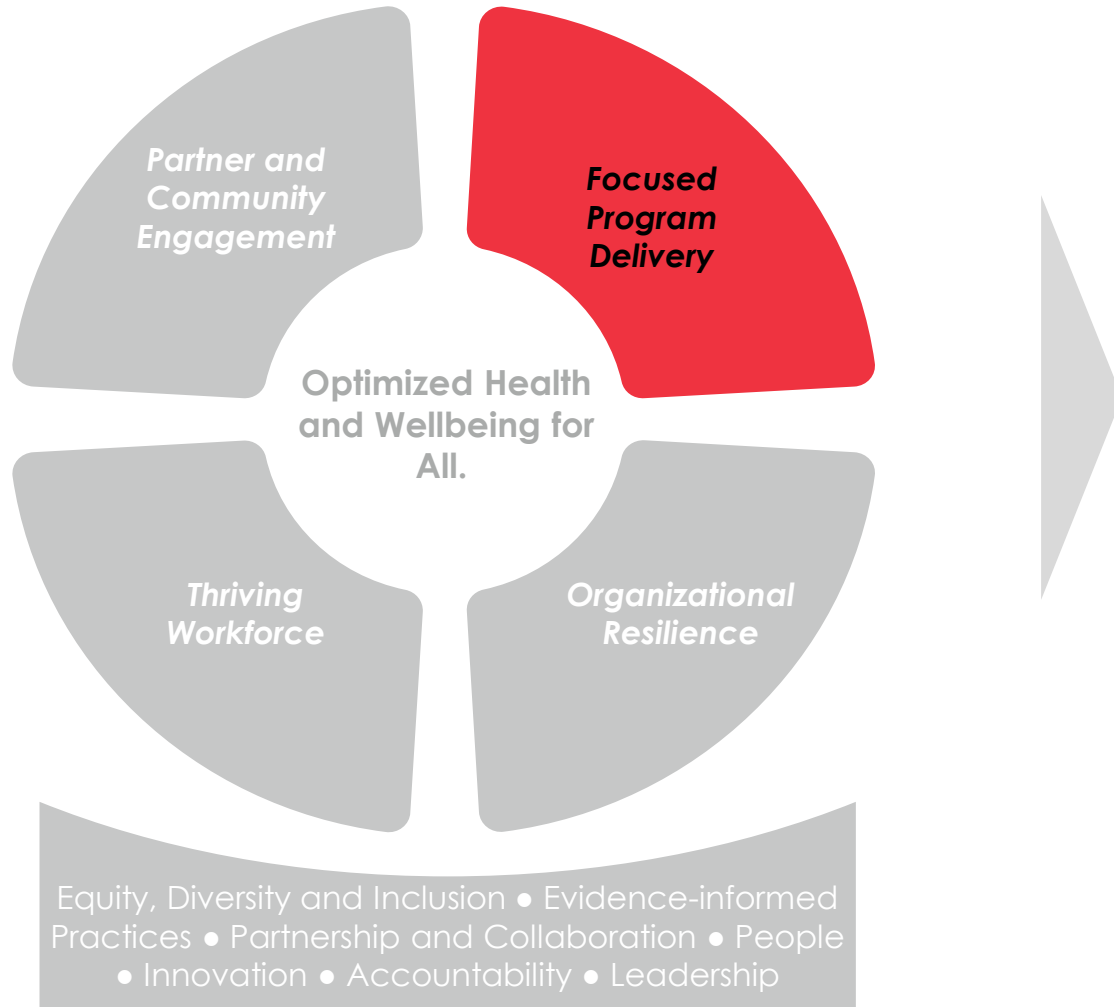 Partner and
Community
Engagement
Focused
Program
Delivery
Optimized Health
and Wellbeing for
All.
Thriving
Workforce
Organizational
Resilience
Equity, Diversity and Inclusion ● Evidence-informed
Practices ● Partnership and Collaboration ● People
● Innovation ● Accountability ● Leadership